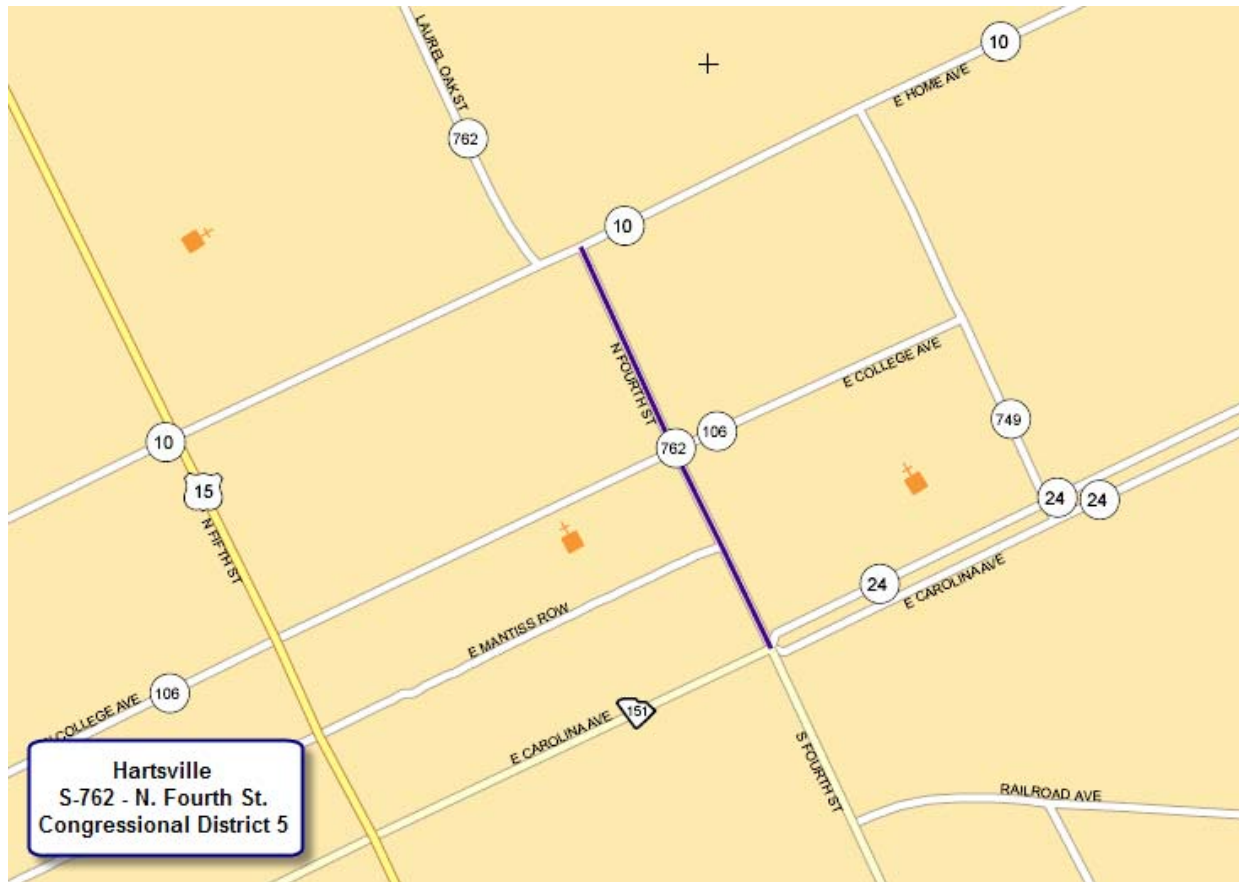 LAUREL OAK ST
10
E HOME AVE
762
10
N FOURTH ST
E COLLEGE AVE
10
15
106
762
749
N FIFTH ST
24
24
24
E CAROLINA AVE
E MANTISS ROW
106
COLLEGE AVE
151
E CAROLINA AVE
S FOURTH ST
RAILROAD AVE
Hartsville
S-762 - N. Fourth St.
Congressional District 5